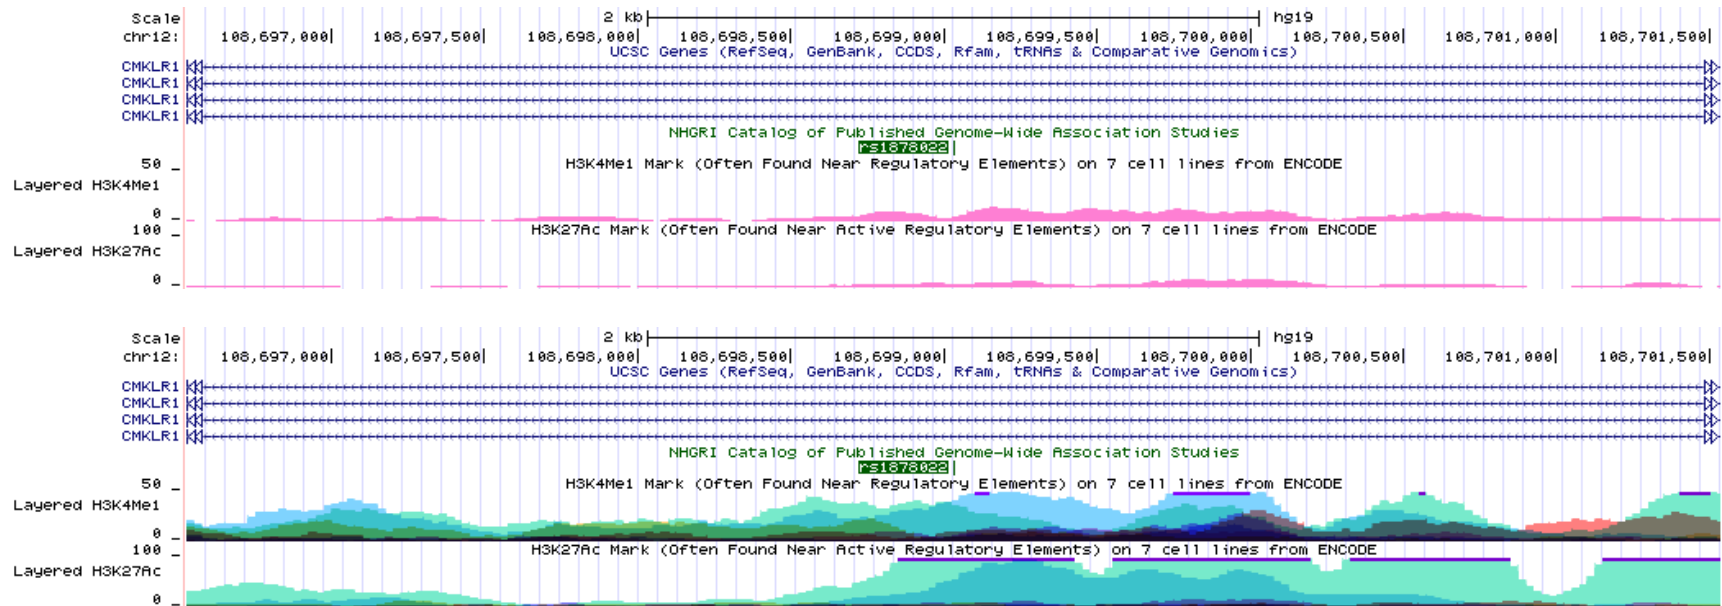 Scale 2 kb hg19
chr12: 108,697,000| 108,697,500| 108,698,000| 108,698,500| 108,699,000| 108,699,500| 108,700,000| 108,700,500| 108,701,000| 108,701,500|
UCSC Genes (RefSeq, GenBank, CCDS, Rfam, tRNAs & Comparative Genomics)
CMKLR1
CMKLR1
CMKLR1
CMKLR1
NHGRI Catalog of Published Genome-Wide Association Studies
rs1878022
H3K4Me1 Mark (Often Found Near Regulatory Elements) on 7 cell lines from ENCODE
50 _
Layered H3K4Me1
0 _
H3K27Ac Mark (Often Found Near Active Regulatory Elements) on 7 cell lines from ENCODE
100 _
Layered H3K27Ac
0 _
Scale 2 kb hg19
chr12: 108,697,000| 108,697,500| 108,698,000| 108,698,500| 108,699,000| 108,699,500| 108,700,000| 108,700,500| 108,701,000| 108,701,500|
UCSC Genes (RefSeq, GenBank, CCDS, Rfam, tRNAs & Comparative Genomics)
CMKLR1
CMKLR1
CMKLR1
CMKLR1
NHGRI Catalog of Published Genome-Wide Association Studies
rs1878022
H3K4Me1 Mark (Often Found Near Regulatory Elements) on 7 cell lines from ENCODE
50 _
Layered H3K4Me1
0 _
H3K27Ac Mark (Often Found Near Active Regulatory Elements) on 7 cell lines from ENCODE
100 _
Layered H3K27Ac
0 _